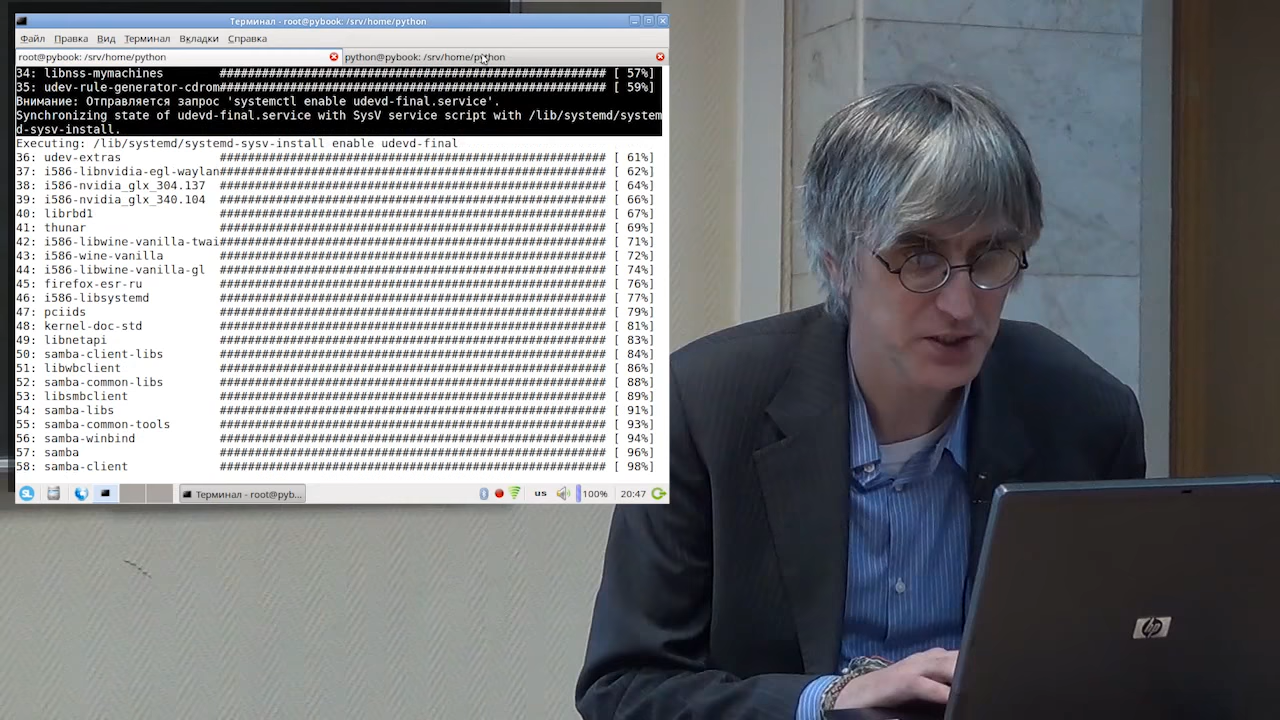 Терминал - root@pybook: /srv/home/python
Файл Правка Вид Терминал Вкладки Справка
root@pybook: /srv/home/python python@pybook: /srv/home/python
34: libnss-mymachines ####################################################### [ 57%]
35: udev-rule-generator-cdrom####################################################### [ 59%]
Внимание: Отправляется запрос 'systemctl enable udevd-final.service'.
Synchronizing state of udevd-final.service with SysV service script with /lib/systemd/system
d-sysv-install.
Executing: /lib/systemd/systemd-sysv-install enable udevd-final
36: udev-extras ####################################################### [ 61%]
37: i586-libnvidia-egl-waylan####################################################### [ 62%]
38: i586-nvidia_glx_304.137 ####################################################### [ 64%]
39: i586-nvidia_glx_340.104 ####################################################### [ 66%]
40: librbd1 ####################################################### [ 67%]
41: thunar ####################################################### [ 69%]
42: i586-libwine-vanilla-twai####################################################### [ 71%]
43: i586-wine-vanilla ####################################################### [ 72%]
44: i586-libwine-vanilla-gl ####################################################### [ 74%]
45: firefox-esr-ru ####################################################### [ 76%]
46: i586-libsystemd ####################################################### [ 77%]
47: pciids ####################################################### [ 79%]
48: kernel-doc-std ####################################################### [ 81%]
49: libnetapi ####################################################### [ 83%]
50: samba-client-libs ####################################################### [ 84%]
51: libwbclient ####################################################### [ 86%]
52: samba-common-libs ####################################################### [ 88%]
53: libsmbclient ####################################################### [ 89%]
54: samba-libs ####################################################### [ 91%]
55: samba-common-tools ####################################################### [ 93%]
56: samba-winbind ####################################################### [ 94%]
57: samba ####################################################### [ 96%]
58: samba-client ####################################################### [ 98%]
SL Терминал - root@pyb... us 100% 20:47
hp